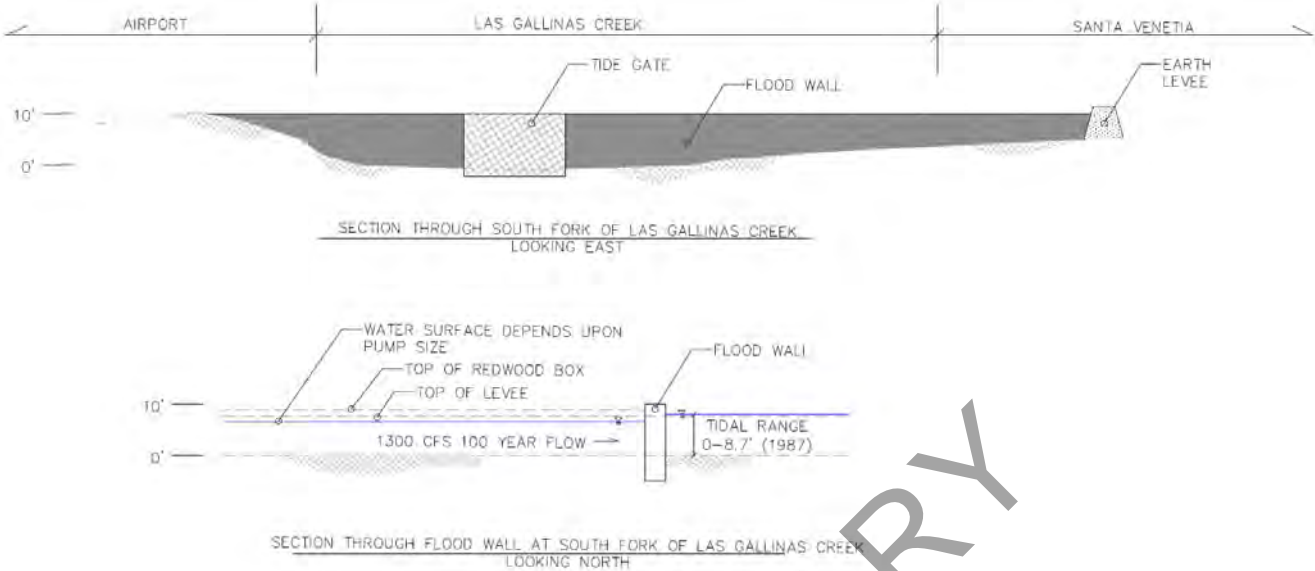 AIRPORT
LAS GALLINAS CREEK
SANTA VENETIA
TIDE GATE
FLOOD WALL
EARTH
LEVEE
10'
0'
SECTION THROUGH SOUTH FORK OF LAS GALLINAS CREEK
LOOKING EAST
WATER SURFACE DEPENDS UPON
PUMP SIZE
TOP OF REDWOOD BOX
TOP OF LEVEE
FLOOD WALL
10'
0'
1300 CFS 100 YEAR FLOW
TIDAL RANGE
0-8.7' (1987)
SECTION THROUGH FLOOD WALL AT SOUTH FORK OF LAS GALLINAS CREEK
LOOKING NORTH
RY